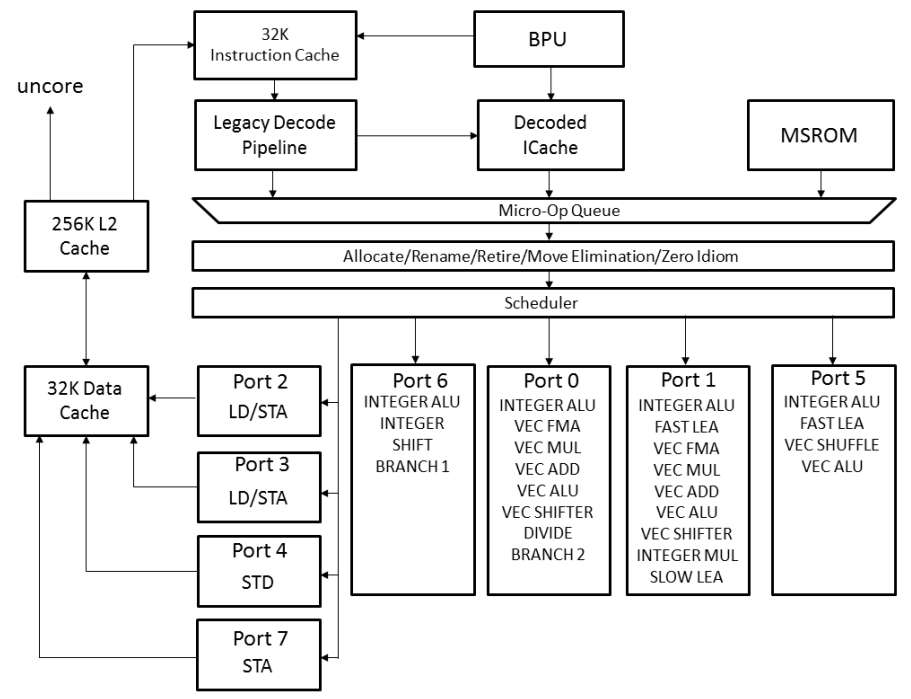 32K
Instruction Cache
BPU
uncore
Legacy Decode
Pipeline
Decoded
ICache
MSROM
Micro-Op Queue
256K L2
Cache
Allocate/Rename/Retire/Move Elimination/Zero Idiom
Scheduler
32K Data
Cache
Port 2
LD/STA
Port 3
LD/STA
Port 4
STD
Port 7
STA
Port 6
INTEGER ALU
INTEGER
SHIFT
BRANCH 1
Port 0
INTEGER ALU
VEC FMA
VEC MUL
VEC ADD
VEC ALU
VEC SHIFTER
DIVIDE
BRANCH 2
Port 1
INTEGER ALU
FAST LEA
VEC FMA
VEC MUL
VEC ADD
VEC ALU
VEC SHIFTER
INTEGER MUL
SLOW LEA
Port 5
INTEGER ALU
FAST LEA
VEC SHUFFLE
VEC ALU